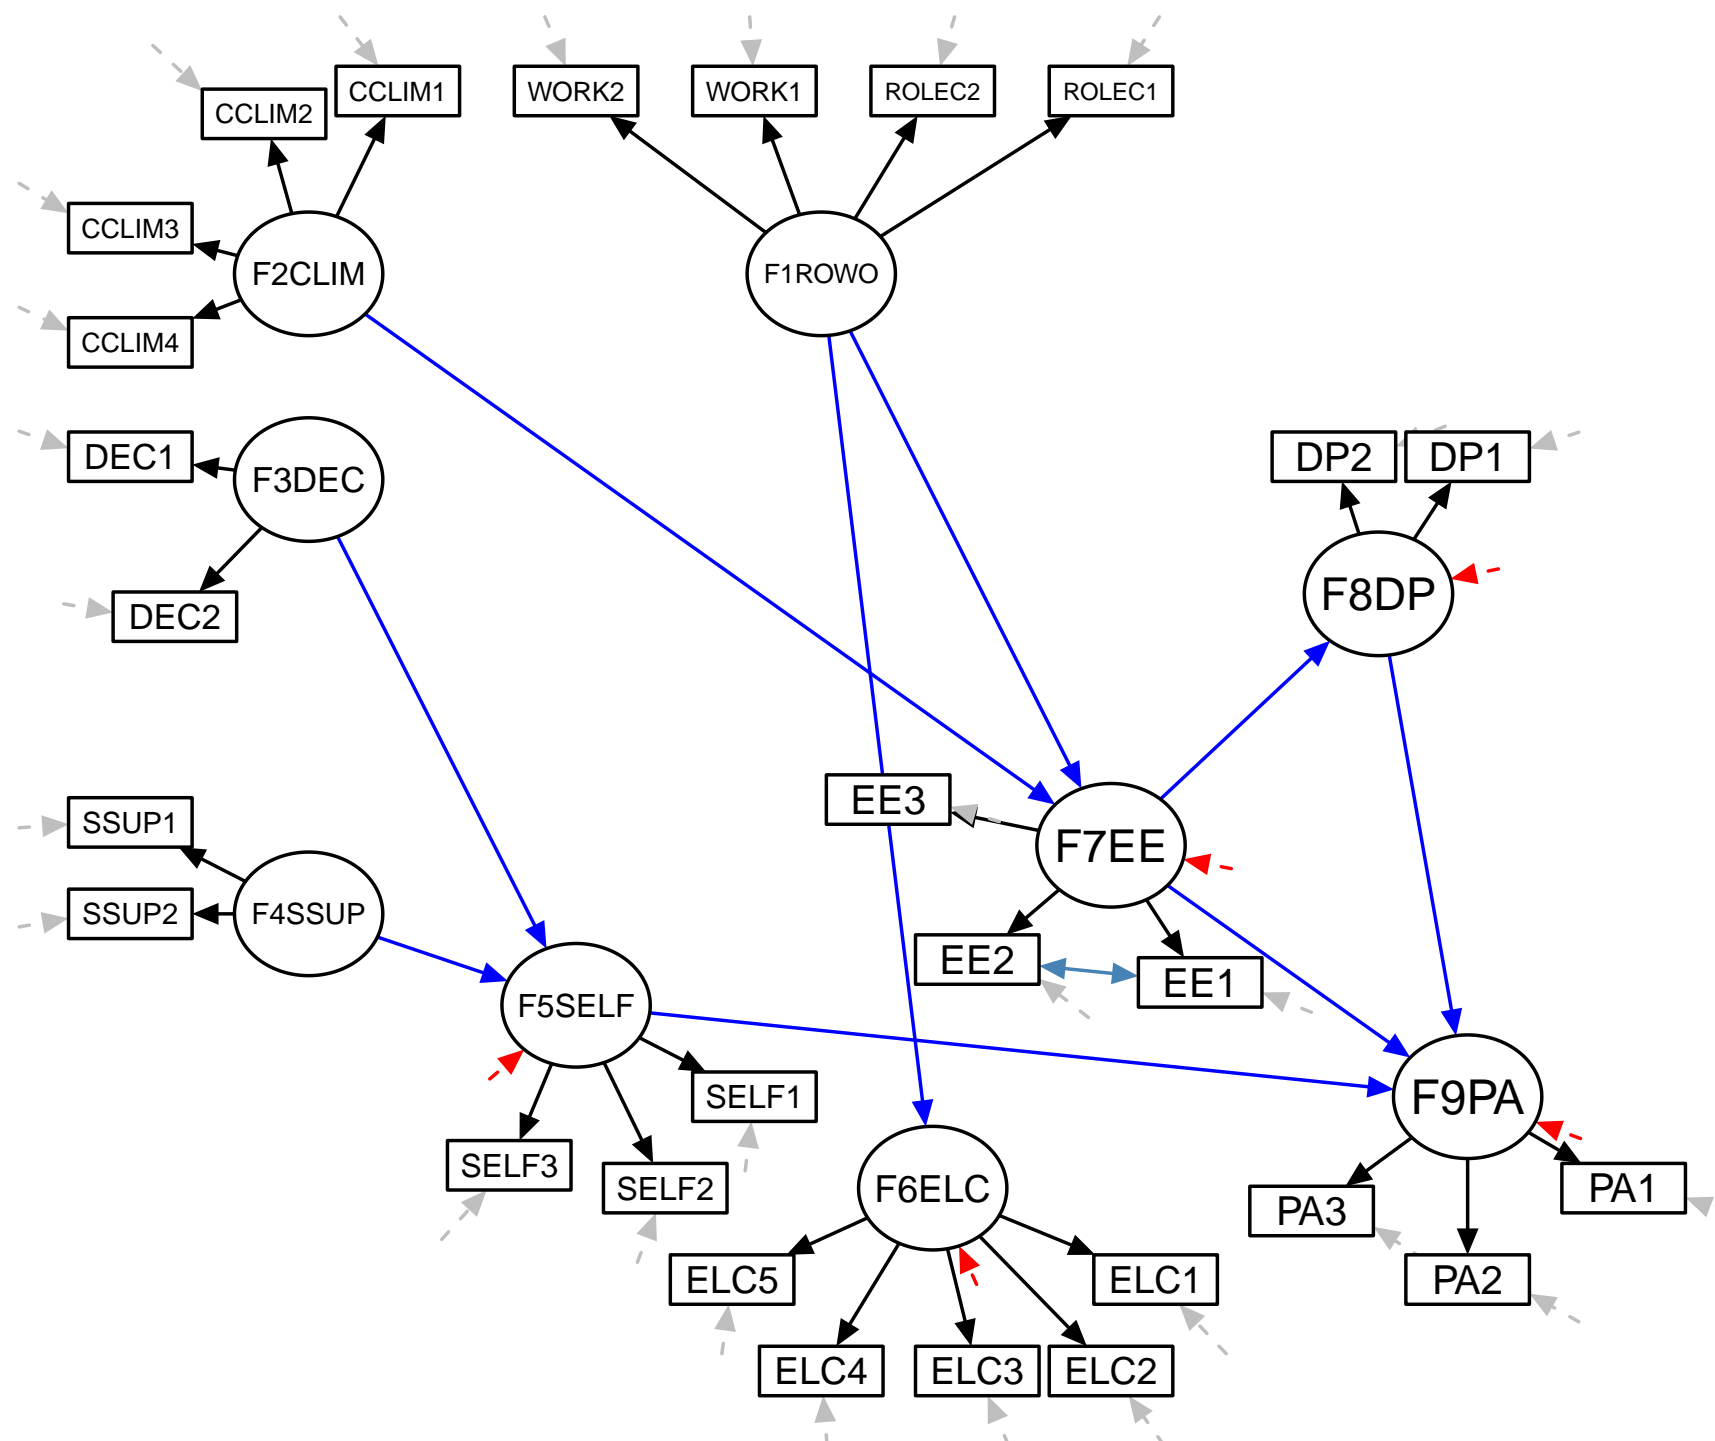 CCLIM1
WORK2
WORK1
ROLEC2
ROLEC1
CCLIM2
CCLIM3
F2CLIM
F1ROWO
CCLIM4
DEC1
F3DEC
DP2
DP1
F8DP
DEC2
EE3
SSUP1
F7EE
SSUP2
F4SSUP
EE2
EE1
F5SELF
SELF1
F9PA
SELF3
SELF2
F6ELC
PA1
PA3
ELC5
ELC1
PA2
ELC4
ELC3
ELC2